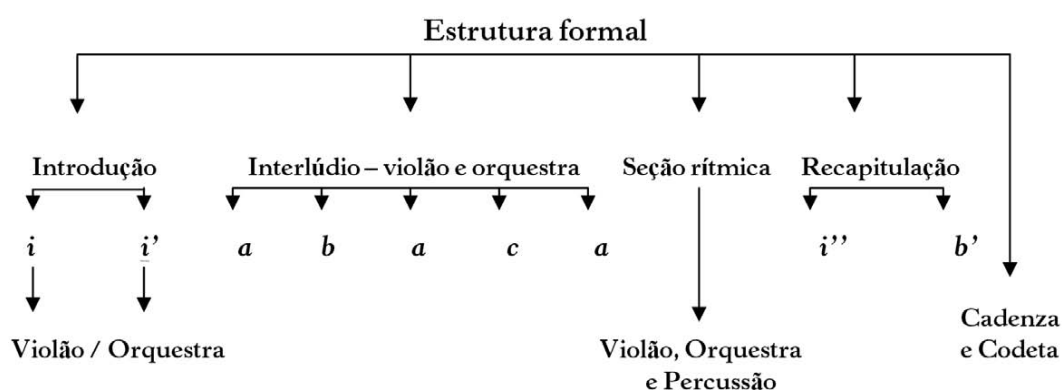 Estrutura formal
Introdução
Interlúdio – violão e orquestra
Seção rítmica
Recapitulação
i i’ a b a c a i’’ b’
Violão / Orquestra
Violão, Orquestra
e Percussão
Cadenza
e Codeta